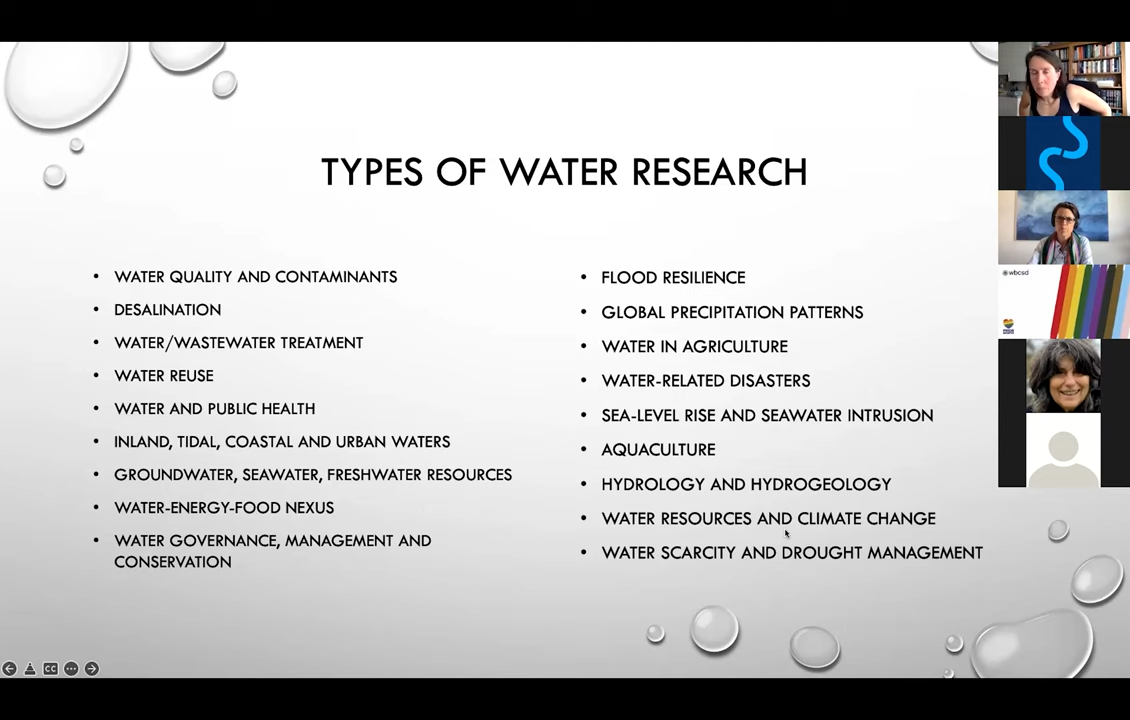 TYPES OF WATER RESEARCH
• WATER QUALITY AND CONTAMINANTS
• DESALINATION
• WATER/WASTEWATER TREATMENT
• WATER REUSE
• WATER AND PUBLIC HEALTH
• INLAND, TIDAL, COASTAL AND URBAN WATERS
• GROUNDWATER, SEAWATER, FRESHWATER RESOURCES
• WATER-ENERGY-FOOD NEXUS
• WATER GOVERNANCE, MANAGEMENT AND
CONSERVATION
• FLOOD RESILIENCE
• GLOBAL PRECIPITATION PATTERNS
• WATER IN AGRICULTURE
• WATER-RELATED DISASTERS
• SEA-LEVEL RISE AND SEAWATER INTRUSION
• AQUACULTURE
• HYDROLOGY AND HYDROGEOLOGY
• WATER RESOURCES AND CLIMATE CHANGE
• WATER SCARCITY AND DROUGHT MANAGEMENT
wbcsd
CC